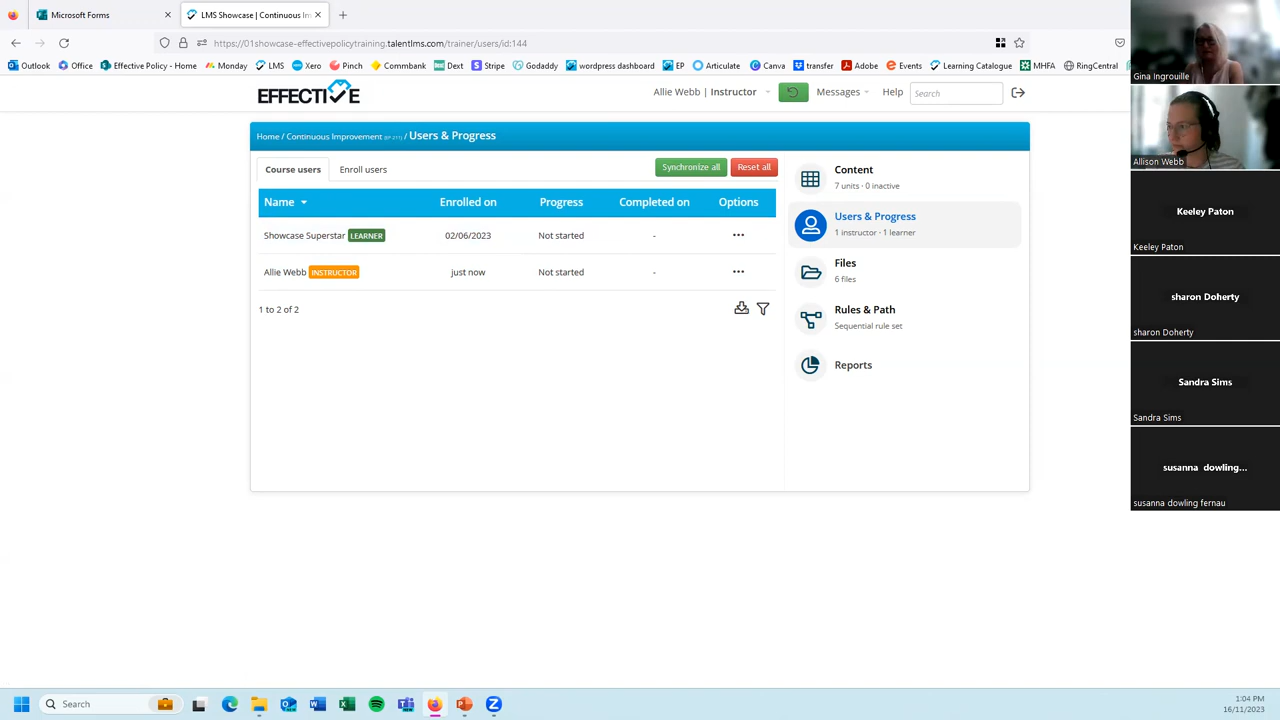 Microsoft Forms
LMS Showcase | Continuous Im
https://01showcase-effectivepolicytraining.talentlms.com/trainer/users/id:144
Outlook
Office
Effective Policy - Home
Monday
LMS
Xero
Pinch
Commbank
Dext
Stripe
Godaddy
wordpress dashboard
EP
Articulate
Canva
transfer
Adobe
Events
Learning Catalogue
MHFA
RingCentral
EFFECTIVE
Allie Webb | Instructor
Messages
Help
Search
Home / Continuous Improvement (EP-211) / Users & Progress
Course users
Enroll users
Synchronize all
Reset all
Name
Enrolled on
Progress
Completed on
Options
Showcase Superstar LEARNER
02/06/2023
Not started
-
Allie Webb INSTRUCTOR
just now
Not started
-
1 to 2 of 2
Content
7 units · 0 inactive
Users & Progress
1 instructor · 1 learner
Files
6 files
Rules & Path
Sequential rule set
Reports
Gina Ingrouille
Allison Webb
Keeley Paton
Keeley Paton
sharon Doherty
sharon Doherty
Sandra Sims
Sandra Sims
susanna dowling...
susanna dowling fernau
Search
1:04 PM
16/11/2023